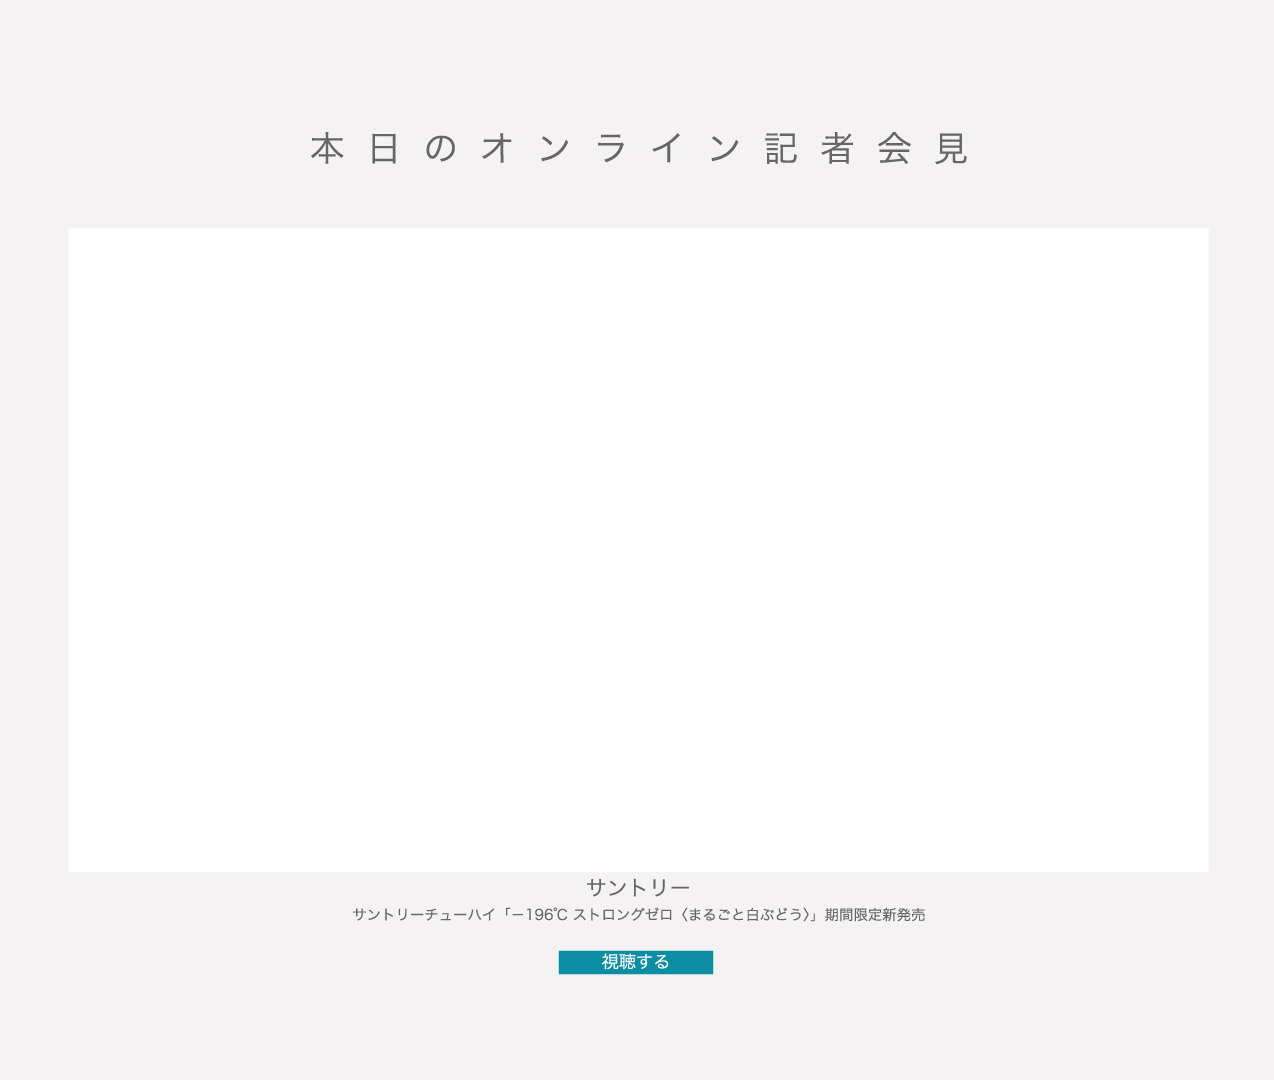 本日のオンライン記者会見
サントリー
サントリーチューハイ「－196℃ ストロングゼロ〈まるごと白ぶどう〉」期間限定新発売
視聴する